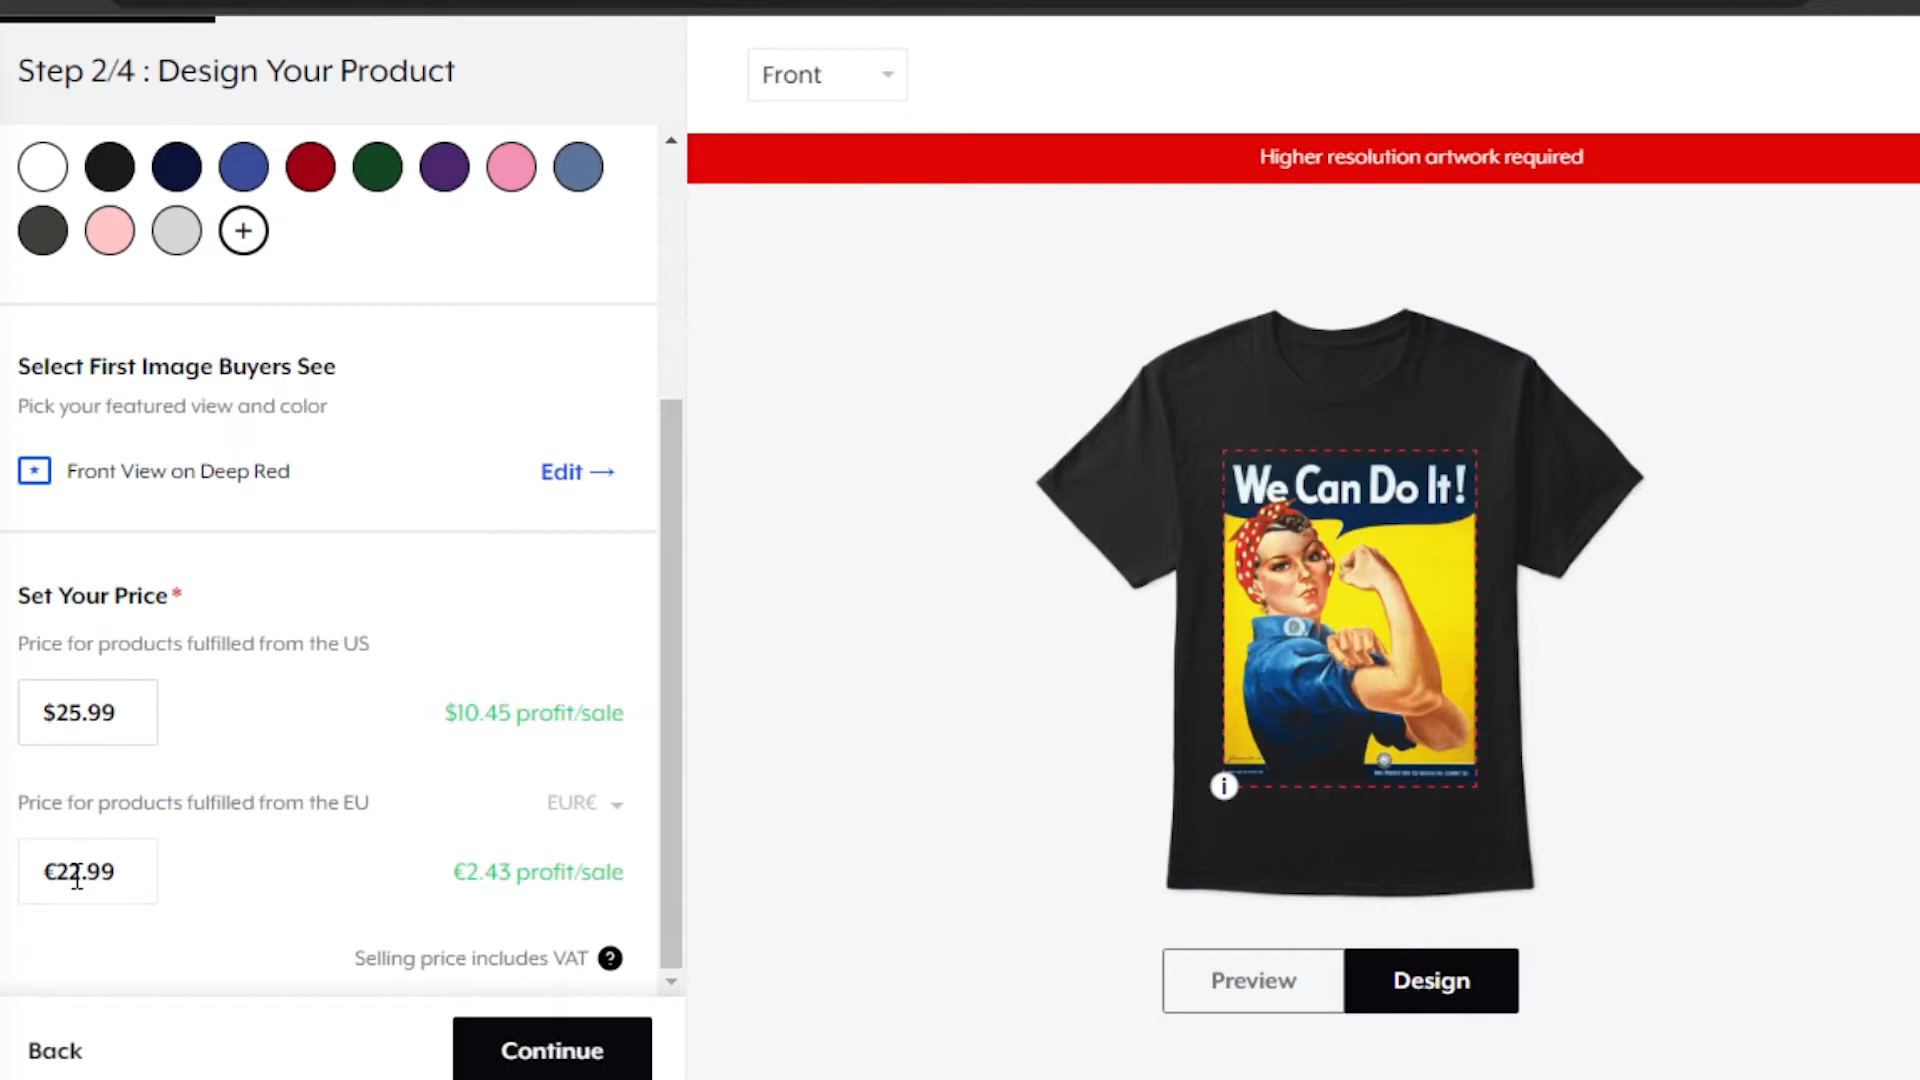 Step 2/4 : Design Your Product
Front
Higher resolution artwork required
Select First Image Buyers See
Pick your featured view and color
Front View on Deep Red
Edit →
Set Your Price*
Price for products fulfilled from the US
$25.99
$10.45 profit/sale
Price for products fulfilled from the EU
EUR€
€22.99
€2.43 profit/sale
Selling price includes VAT ?
Back
Continue
We Can Do It!
i
Preview
Design